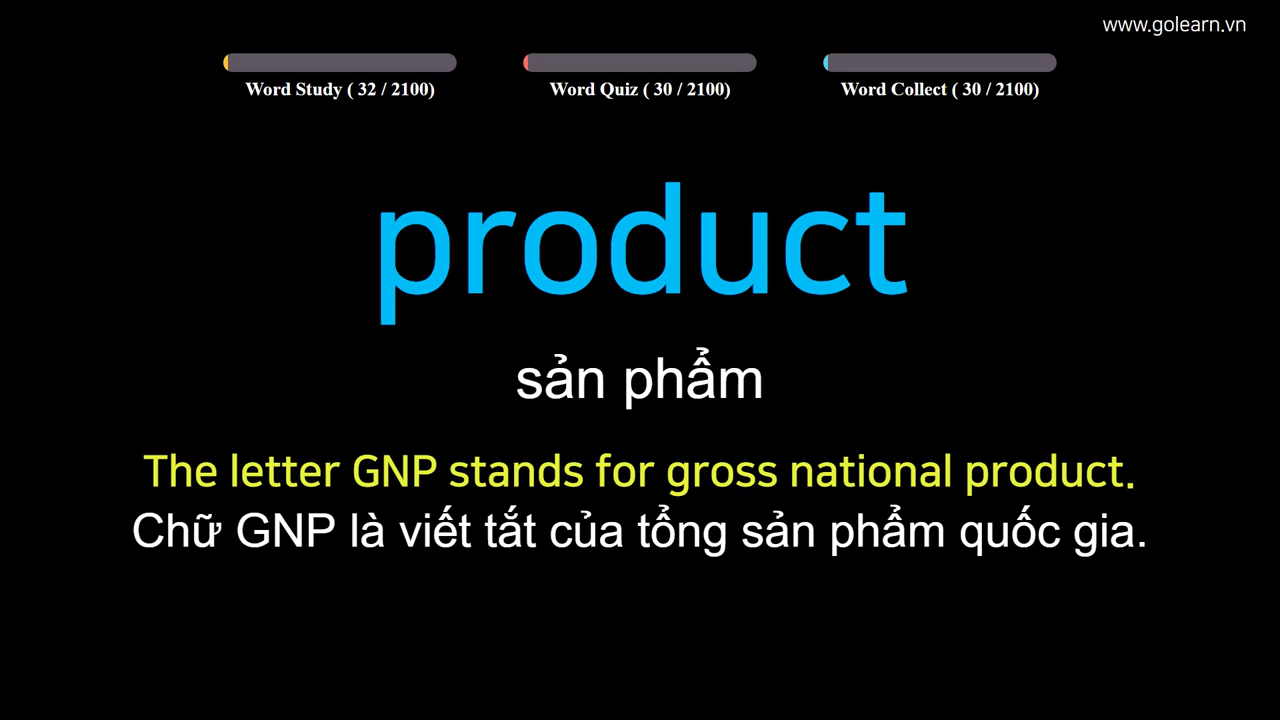 www.golearn.vn
Word Study ( 32 / 2100)
Word Quiz ( 30 / 2100)
Word Collect ( 30 / 2100)
product
sản phẩm
The letter GNP stands for gross national product.
Chữ GNP là viết tắt của tổng sản phẩm quốc gia.